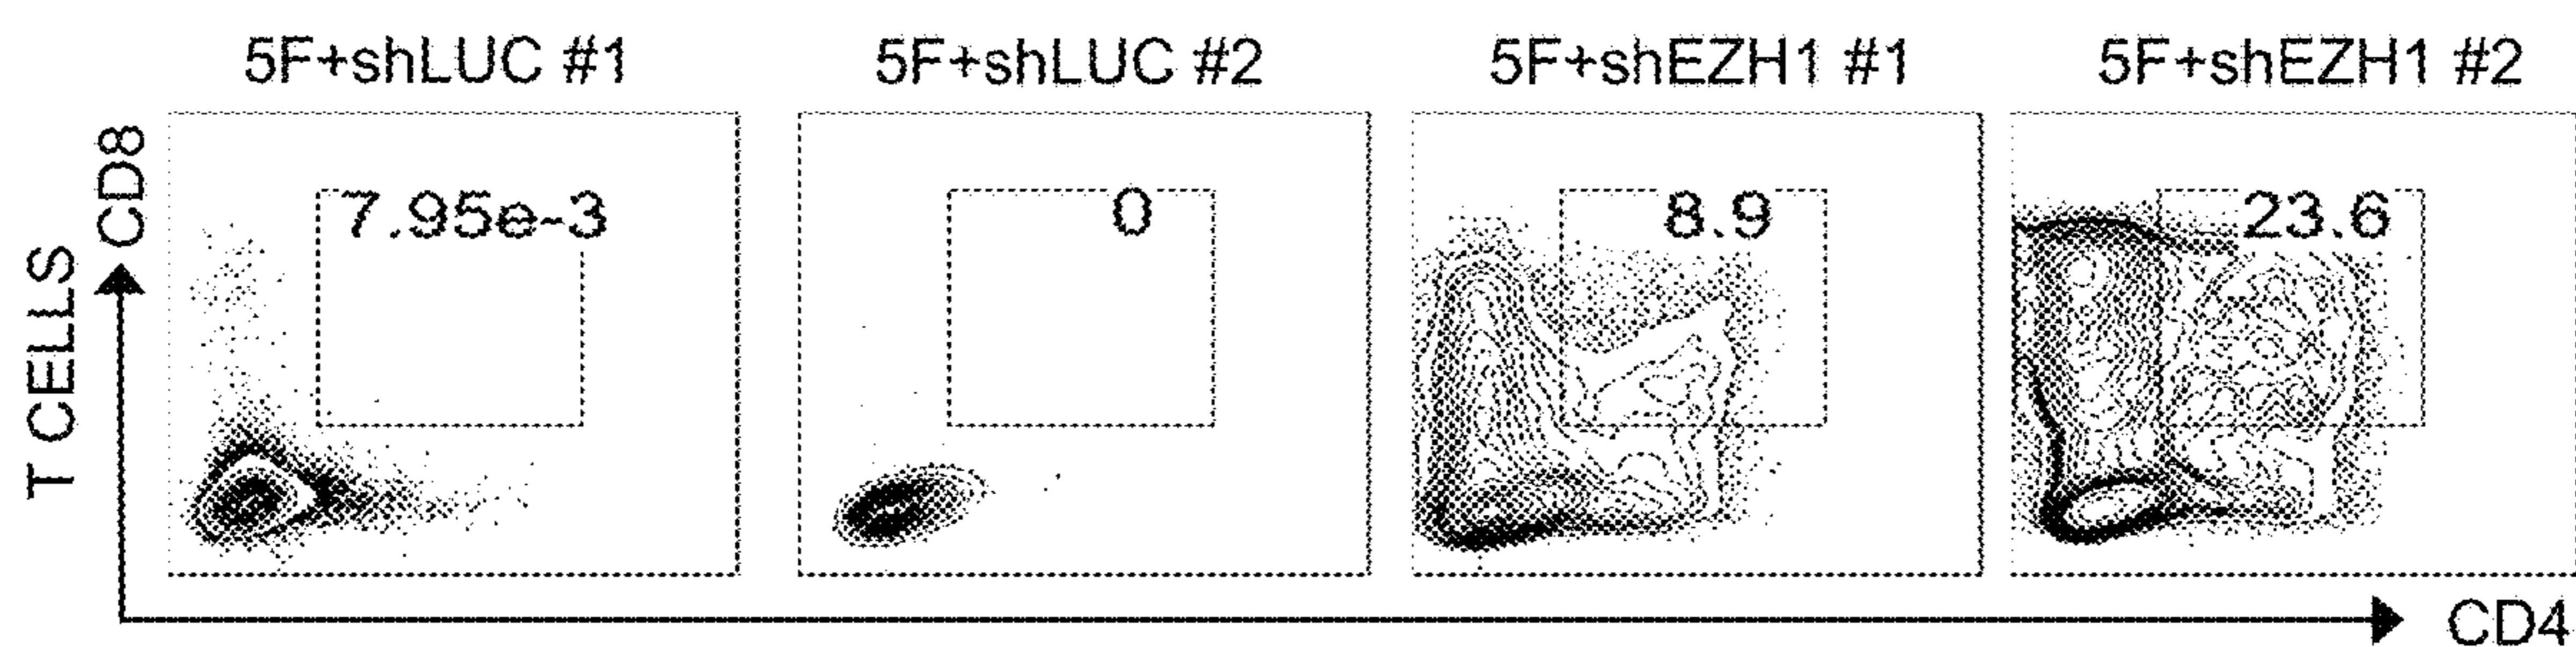 5F+shLUC #1
5F+shLUC #2
5F+shEZH1 #1
5F+shEZH1 #2
T CELLS
CD8
7.95e-3
0
8.9
23.6
CD4